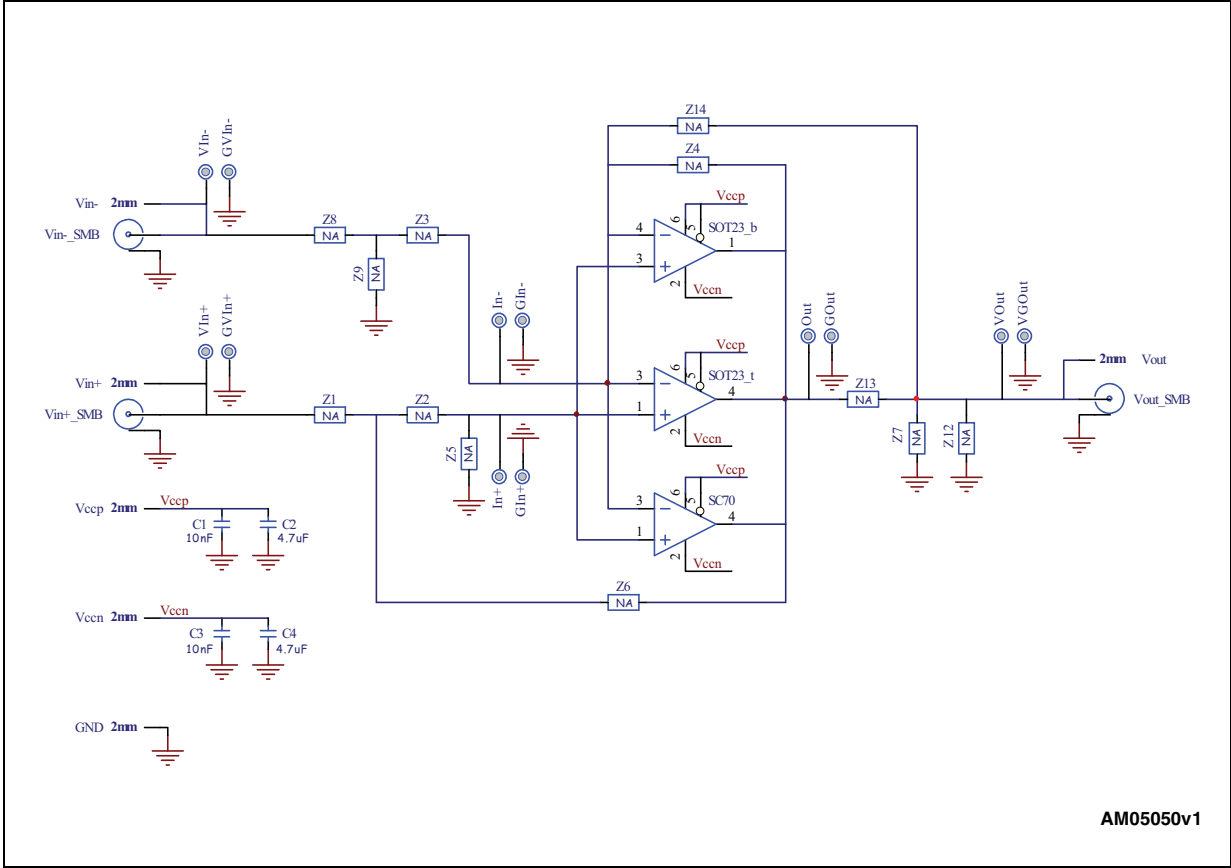 Z14
NA
Z4
NA
VIn-
GVIn-
Vin- 2mm
Vin-_SMB
Z8
NA
Z3
NA
Z9
NA
Vccp
6
5
SOT23_b
4
3
1
2
Vccn
VIn+
GVIn+
In-
GIn-
Out
GOut
VOut
VGOut
Vin+ 2mm
Vin+_SMB
Z1
NA
Z2
NA
Z5
NA
In+
GIn+
Vccp
6
5
SOT23_t
3
1
4
2
Vccn
Z13
NA
Z7
NA
Z12
NA
2mm Vout
Vout_SMB
Vccp 2mm
Vccp
C1
10nF
C2
4.7uF
Vccp
6
5
SC70
3
1
4
2
Vccn
Z6
NA
Vccn 2mm
Vccn
C3
10nF
C4
4.7uF
GND 2mm
AM05050v1